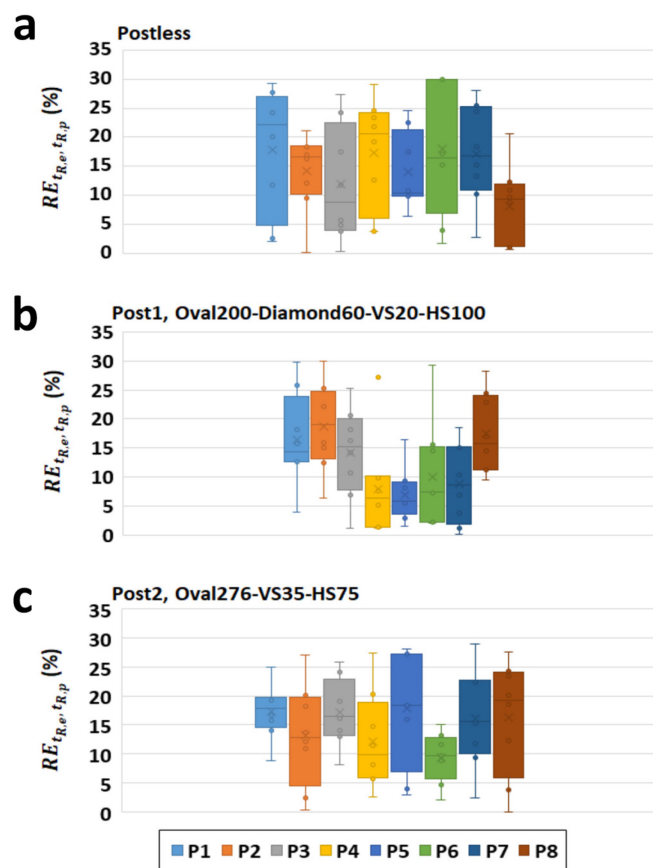 a
Postless
RE_{t_{R.e}, t_{R.p}} (%)
35
30
25
20
15
10
5
0
b
Post1, Oval200-Diamond60-VS20-HS100
RE_{t_{R.e}, t_{R.p}} (%)
35
30
25
20
15
10
5
0
c
Post2, Oval276-VS35-HS75
RE_{t_{R.e}, t_{R.p}} (%)
35
30
25
20
15
10
5
0
P1 P2 P3 P4 P5 P6 P7 P8